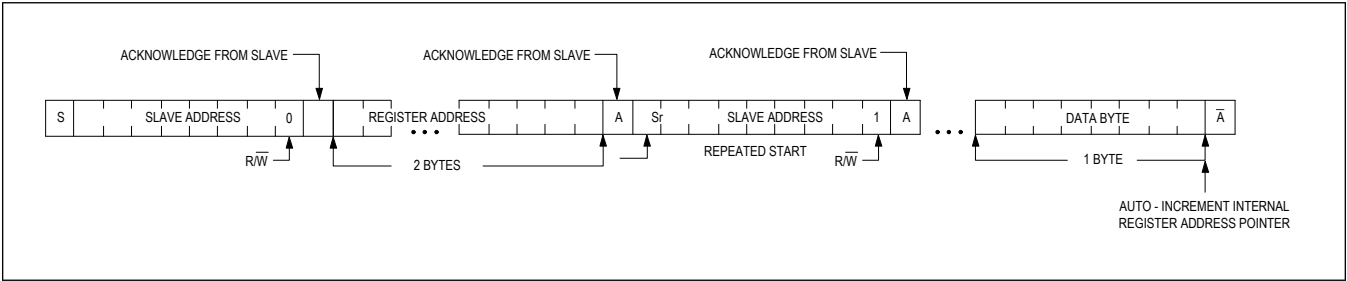 ACKNOWLEDGE FROM SLAVE ACKNOWLEDGE FROM SLAVE ACKNOWLEDGE FROM SLAVE
S SLAVE ADDRESS 0 REGISTER ADDRESS A Sr SLAVE ADDRESS 1 A DATA BYTE A̅
R/W̅ 2 BYTES REPEATED START R/W̅ 1 BYTE
AUTO - INCREMENT INTERNAL
REGISTER ADDRESS POINTER